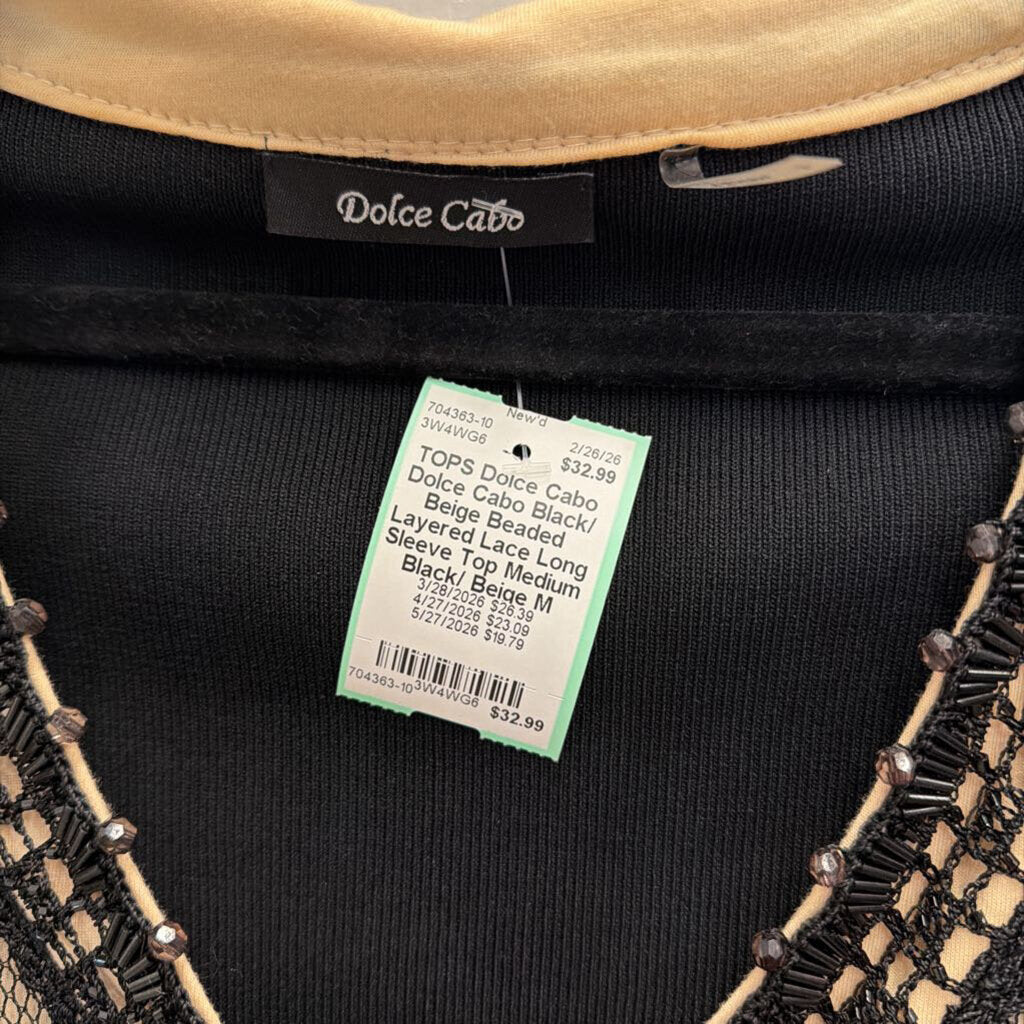 Dolce Cabo
New'd
704363-10
3W4WG6
2/26/26
$32.99
TOPS Dolce Cabo
Dolce Cabo Black/
Beige Beaded
Layered Lace Long
Sleeve Top Medium
Black/ Beige M
3/28/2026 $26.39
4/27/2026 $23.09
5/27/2026 $19.79
704363-10 3W4WG6 $32.99